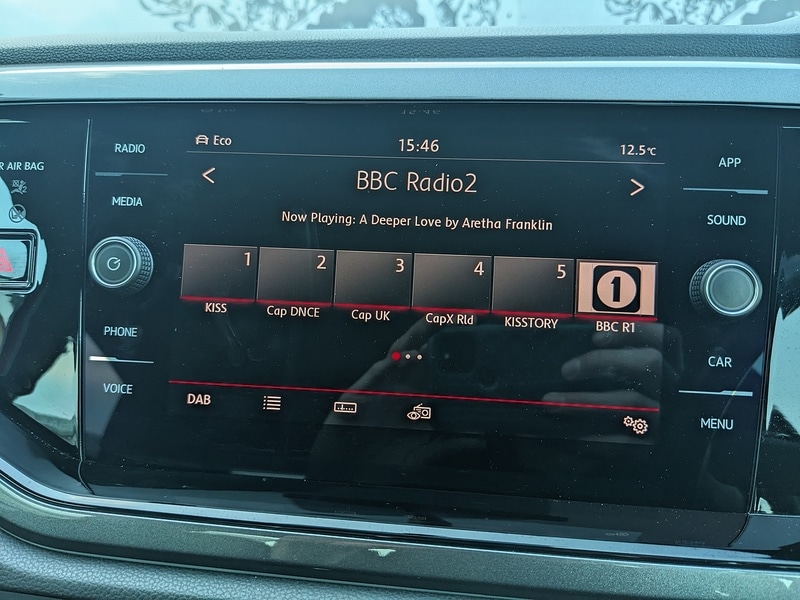 R AIR BAG
RADIO
MEDIA
PHONE
VOICE
Eco
15:46
12.5°C
< BBC Radio2 >
Now Playing: A Deeper Love by Aretha Franklin
1
2
3
4
5
1
KISS
Cap DNCE
Cap UK
CapX Rld
KISSTORY
BBC R1
DAB
APP
SOUND
CAR
MENU